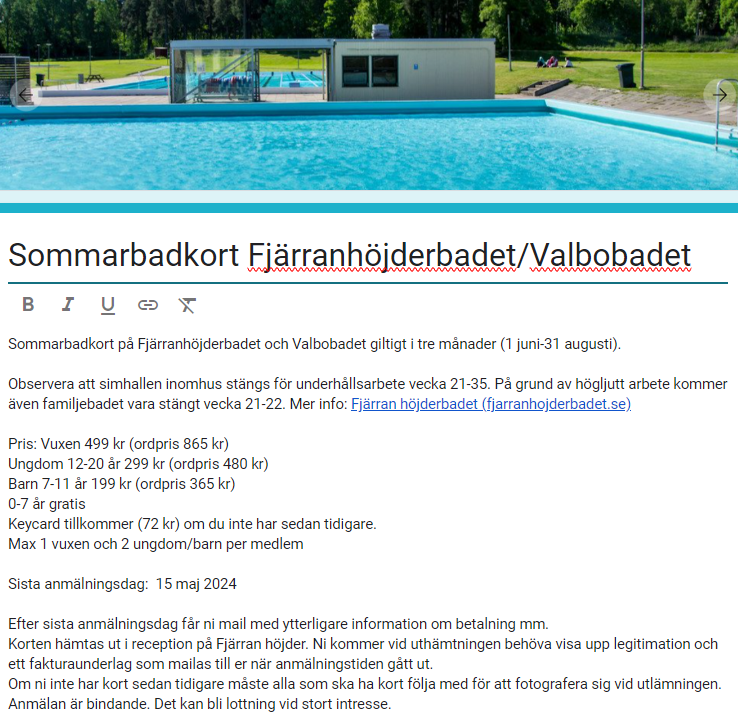 Sommarbadkort Fjärranhöjderbadet/Valbobadet
B I U
Sommarbadkort på Fjärranhöjderbadet och Valbobadet giltigt i tre månader (1 juni-31 augusti).
Observera att simhallen inomhus stängs för underhållsarbete vecka 21-35. På grund av högljutt arbete kommer
även familjebadet vara stängt vecka 21-22. Mer info: Fjärran höjderbadet (fjarranhojderbadet.se)
Pris: Vuxen 499 kr (ordpris 865 kr)
Ungdom 12-20 år 299 kr (ordpris 480 kr)
Barn 7-11 år 199 kr (ordpris 365 kr)
0-7 år gratis
Keycard tillkommer (72 kr) om du inte har sedan tidigare.
Max 1 vuxen och 2 ungdom/barn per medlem
Sista anmälningsdag:  15 maj 2024
Efter sista anmälningsdag får ni mail med ytterligare information om betalning mm.
Korten hämtas ut i reception på Fjärran höjder. Ni kommer vid uthämtningen behöva visa upp legitimation och
ett fakturaunderlag som mailas till er när anmälningstiden gått ut.
Om ni inte har kort sedan tidigare måste alla som ska ha kort följa med för att fotografera sig vid utlämningen.
Anmälan är bindande. Det kan bli lottning vid stort intresse.